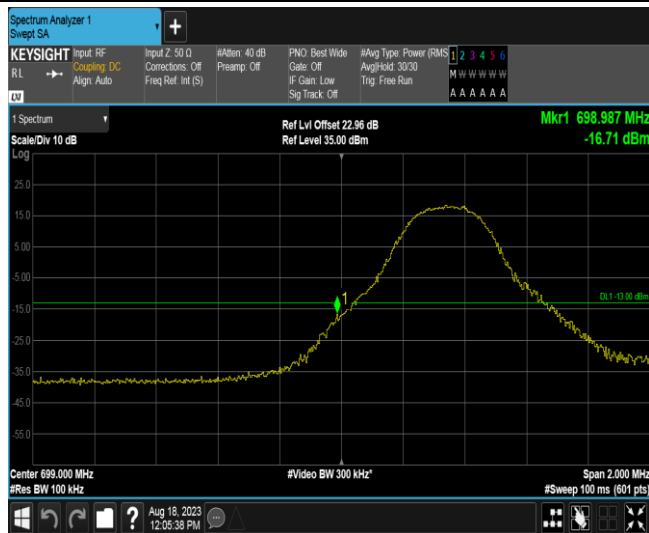 Spectrum Analyzer 1
Swept SA
+
KEYSIGHT
RL
Input: RF
Coupling: DC
Align: Auto
Input Z: 50 Ω
Corrections: Off
Freq Ref: Int (S)
#Atten: 40 dB
Preamp: Off
PNO: Best Wide
Gate: Off
IF Gain: Low
Sig Track: Off
#Avg Type: Power (RMS
Avg|Hold: 30/30
Trig: Free Run
1 2 3 4 5 6
M W W W W W
A A A A A A
LXI
1 Spectrum
Scale/Div 10 dB
Log
Ref Lvl Offset 22.96 dB
Ref Level 35.00 dBm
Mkr1 698.987 MHz
-16.71 dBm
25.0
15.0
5.00
-5.00
-15.0
-25.0
-35.0
-45.0
-55.0
1
DL1 -13.00 dBm
Center 699.000 MHz
#Res BW 100 kHz
#Video BW 300 kHz*
Span 2.000 MHz
#Sweep 100 ms (601 pts)
?
Aug 18, 2023
12:05:38 PM